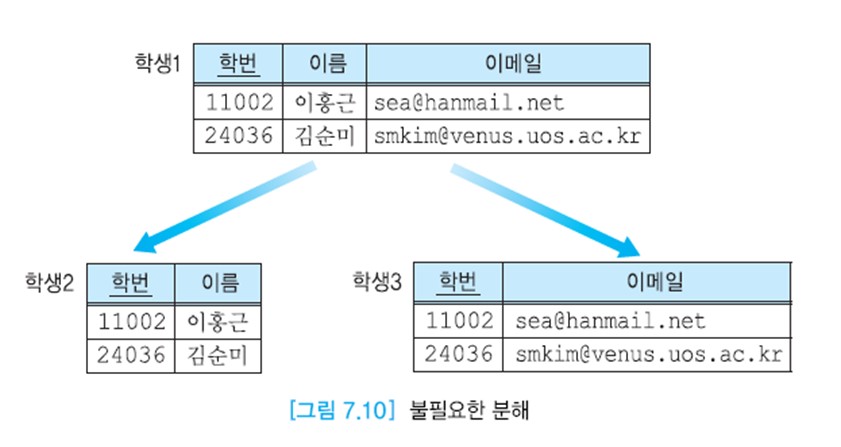 학생1 학번 이름 이메일
11002 이홍근 sea@hanmail.net
24036 김순미 smkim@venus.uos.ac.kr
학생2 학번 이름
11002 이홍근
24036 김순미
학생3 학번 이메일
11002 sea@hanmail.net
24036 smkim@venus.uos.ac.kr
[그림 7.10] 불필요한 분해